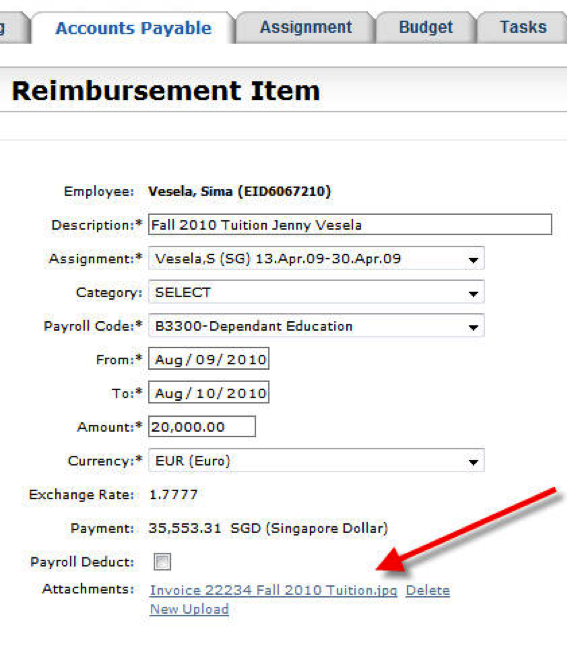 g Accounts Payable Assignment Budget Tasks
Reimbursement Item
Employee: Vesela, Sima (EID6067210)
Description:* Fall 2010 Tuition Jenny Vesela
Assignment:* Vesela,S (SG) 13.Apr.09-30.Apr.09
Category: SELECT
Payroll Code:* B3300-Dependant Education
From:* Aug/09/2010
To:* Aug/10/2010
Amount:* 20,000.00
Currency:* EUR (Euro)
Exchange Rate: 1.7777
Payment: 35,553.31 SGD (Singapore Dollar)
Payroll Deduct:
Attachments: Invoice 22234 Fall 2010 Tuition.jpg Delete
New Upload